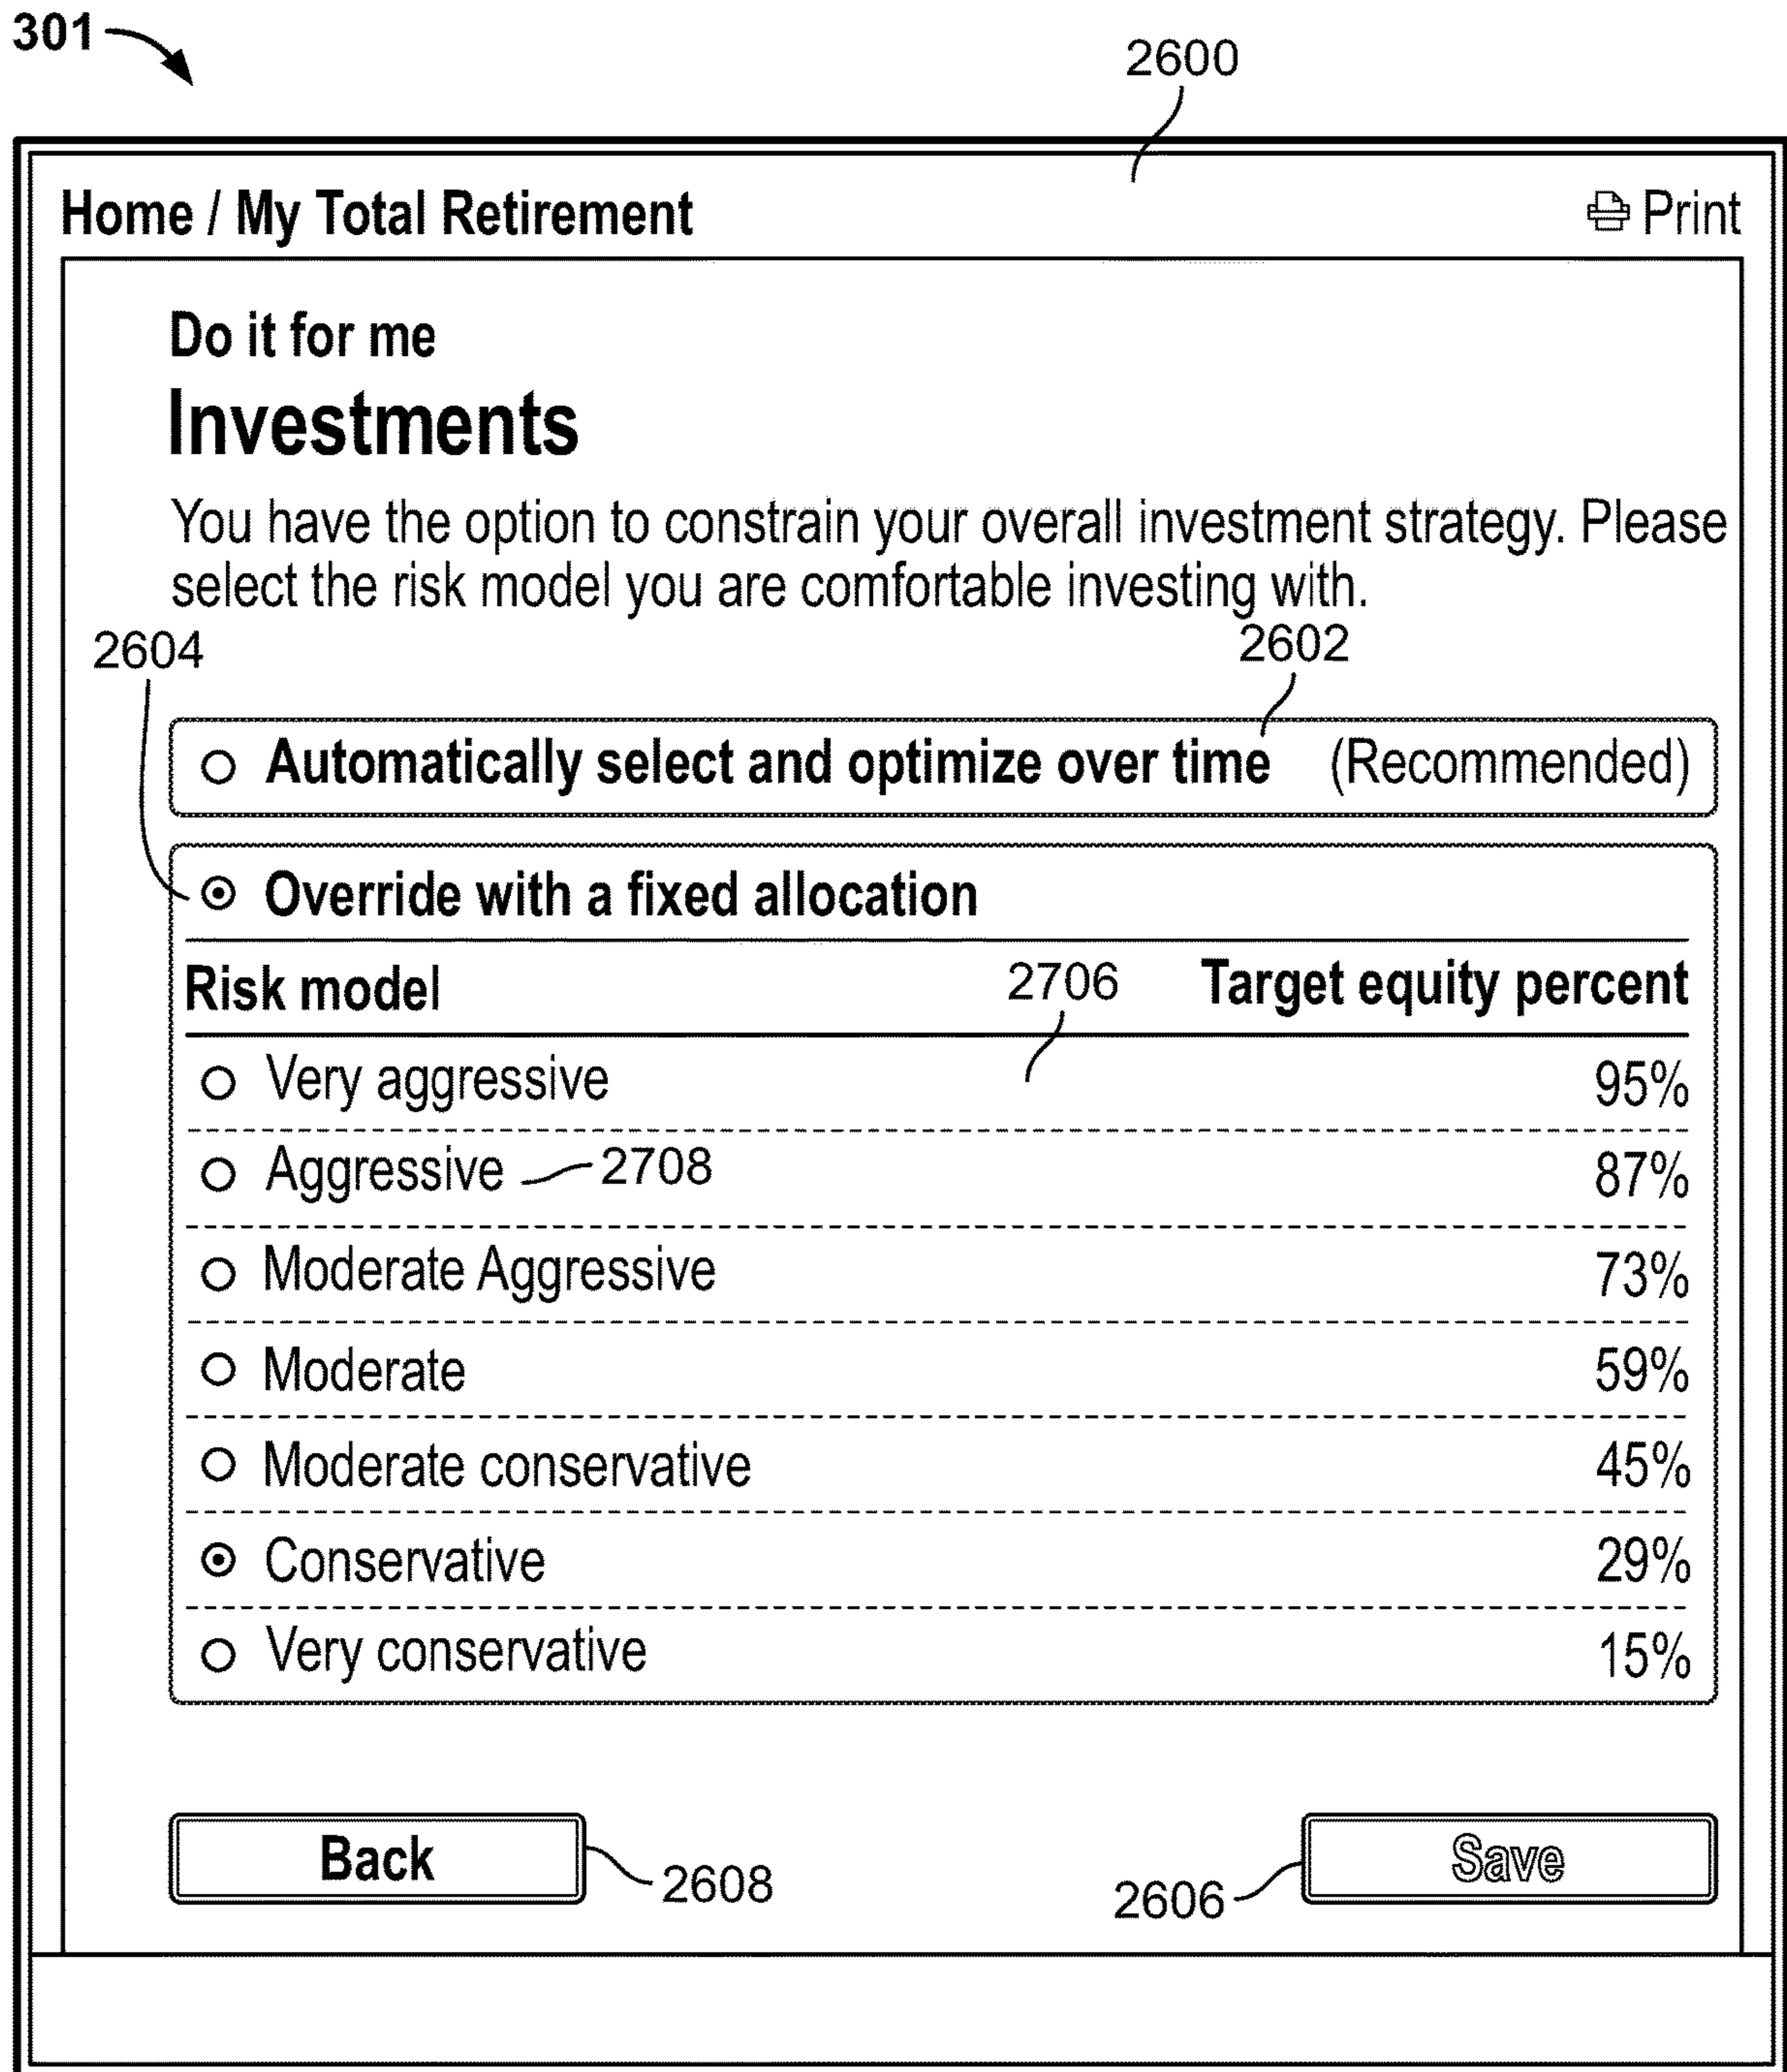 301
2600
Home / My Total Retirement
Print
Do it for me
Investments
You have the option to constrain your overall investment strategy. Please
select the risk model you are comfortable investing with.
2604
2602
Automatically select and optimize over time (Recommended)
Override with a fixed allocation
Risk model 2706 Target equity percent
Very aggressive 95%
Aggressive 2708 87%
Moderate Aggressive 73%
Moderate 59%
Moderate conservative 45%
Conservative 29%
Very conservative 15%
Back 2608 2606 Save